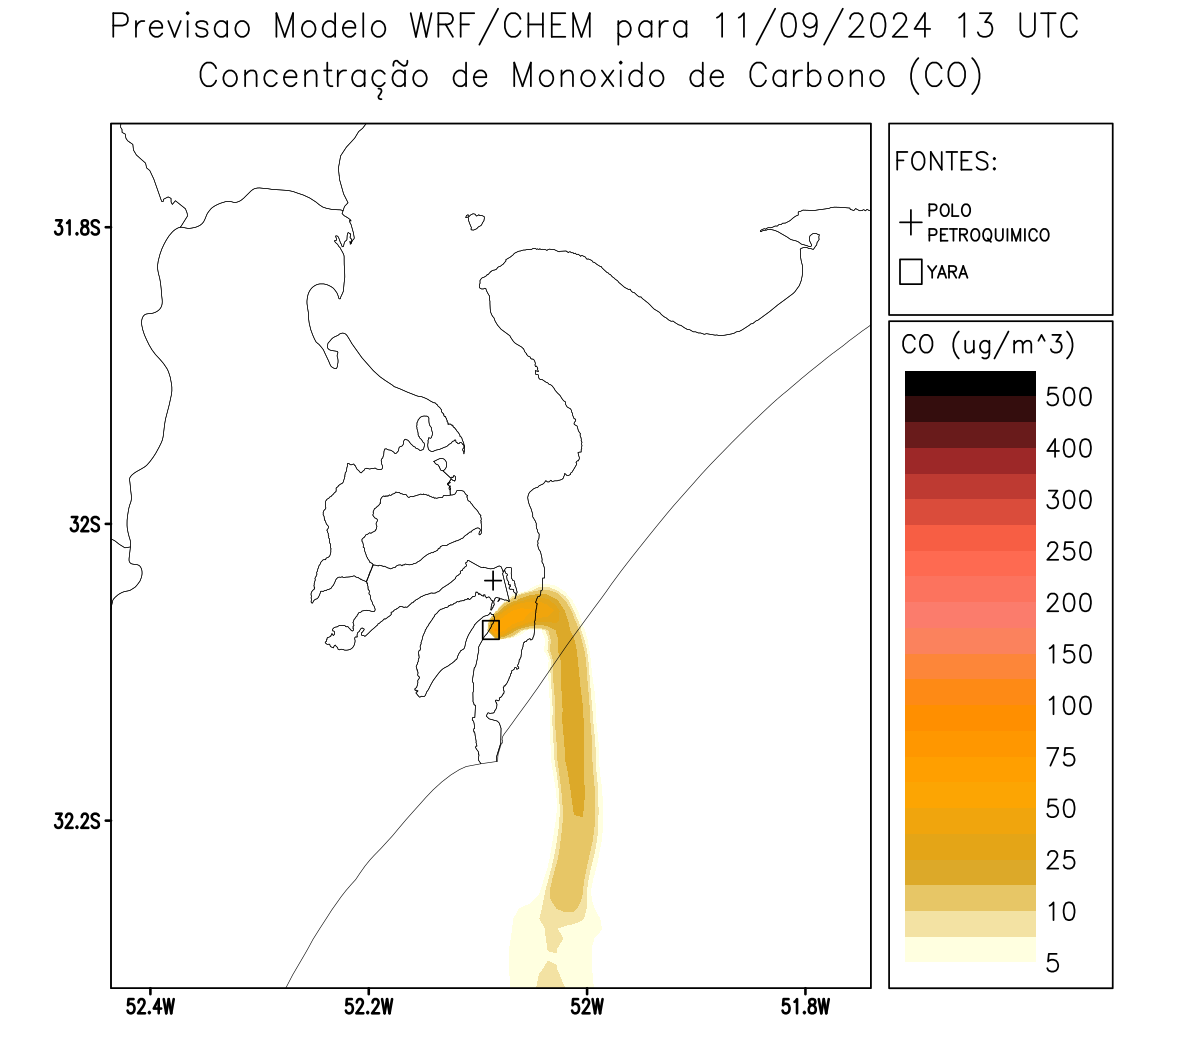 Previsao Modelo WRF/CHEM para 11/09/2024 13 UTC
Concentração de Monoxido de Carbono (CO)
FONTES:
POLO
PETROQUIMICO
YARA
CO (ug/m^3)
500
400
300
250
200
150
100
75
50
25
10
5
31.8S
32S
32.2S
52.4W
52.2W
52W
51.8W